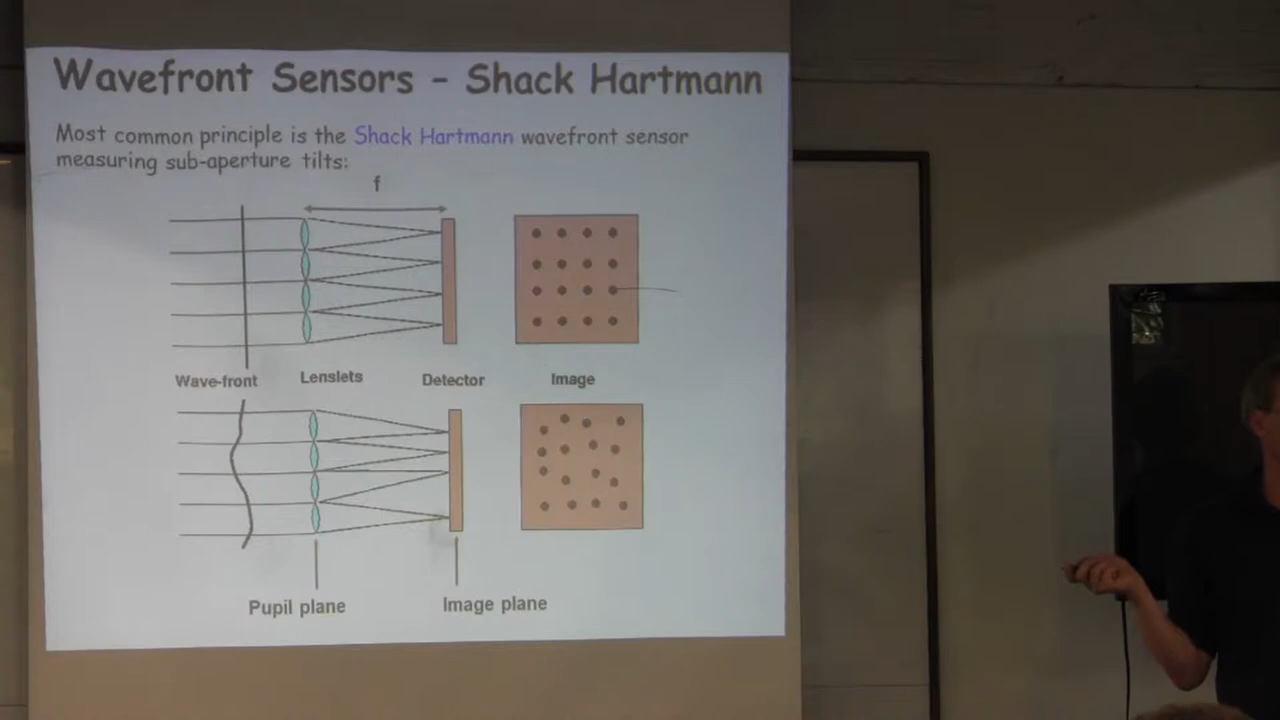 Wavefront Sensors - Shack Hartmann
Most common principle is the Shack Hartmann wavefront sensor
measuring sub-aperture tilts:
f
Wave-front Lenslets Detector Image
Pupil plane Image plane